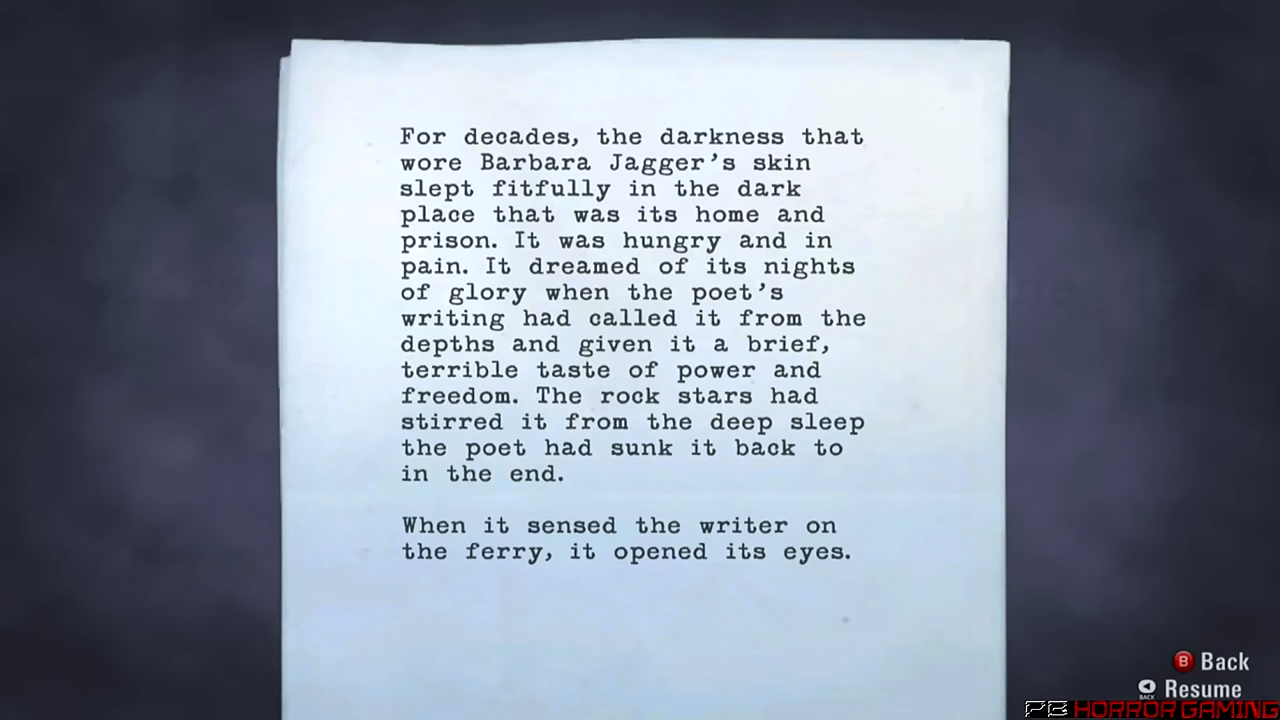 For decades, the darkness that
wore Barbara Jagger's skin
slept fitfully in the dark
place that was its home and
prison. It was hungry and in
pain. It dreamed of its nights
of glory when the poet's
writing had called it from the
depths and given it a brief,
terrible taste of power and
freedom. The rock stars had
stirred it from the deep sleep
the poet had sunk it back to
in the end.
When it sensed the writer on
the ferry, it opened its eyes.
B Back
BACK Resume
PB HORROR GAMING